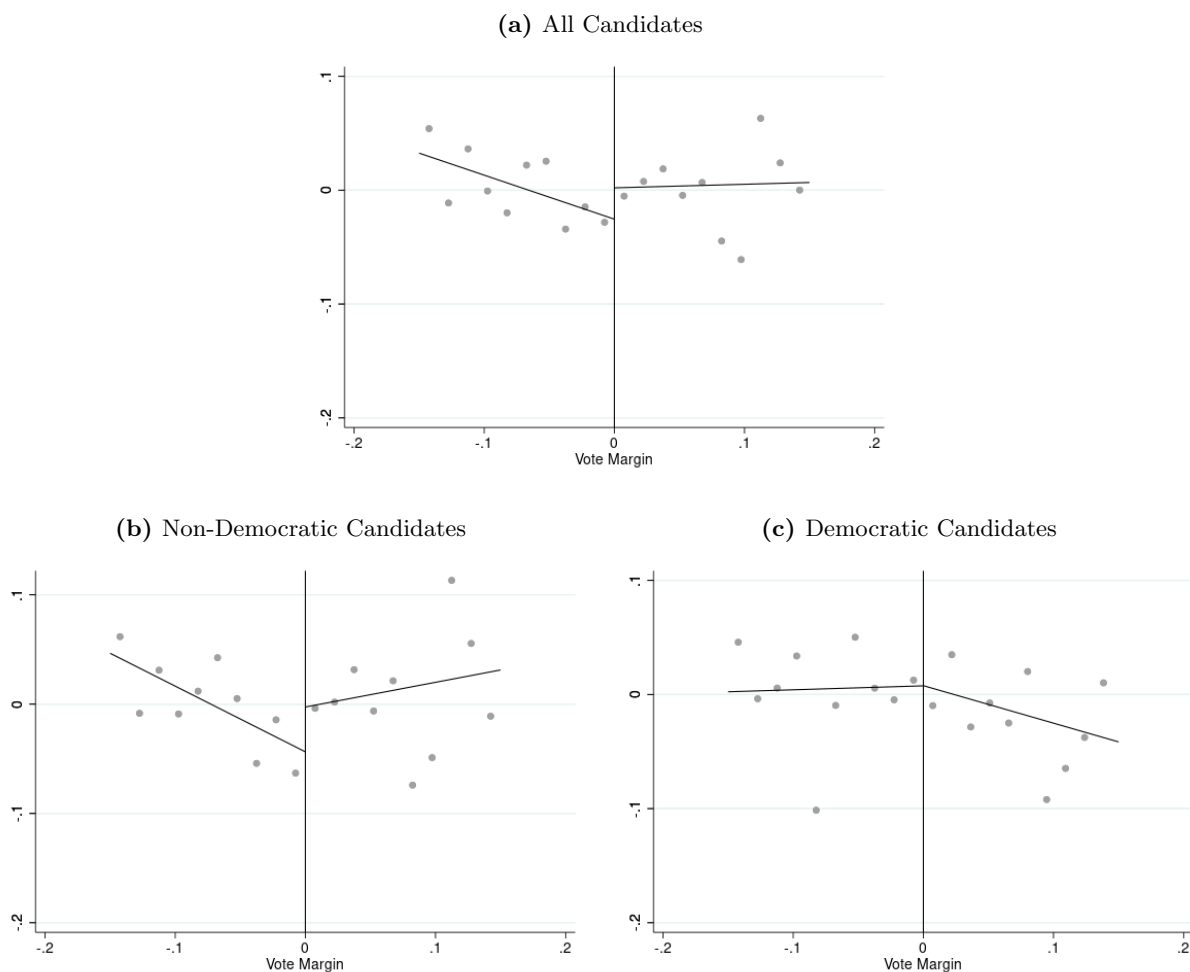 (a) All Candidates
.1
0
-.1
-.2
-.2 -.1 0 .1 .2
Vote Margin
(b) Non-Democratic Candidates
.1
0
-.1
-.2
-.2 -.1 0 .1 .2
Vote Margin
(c) Democratic Candidates
.1
0
-.1
-.2
-.2 -.1 0 .1 .2
Vote Margin